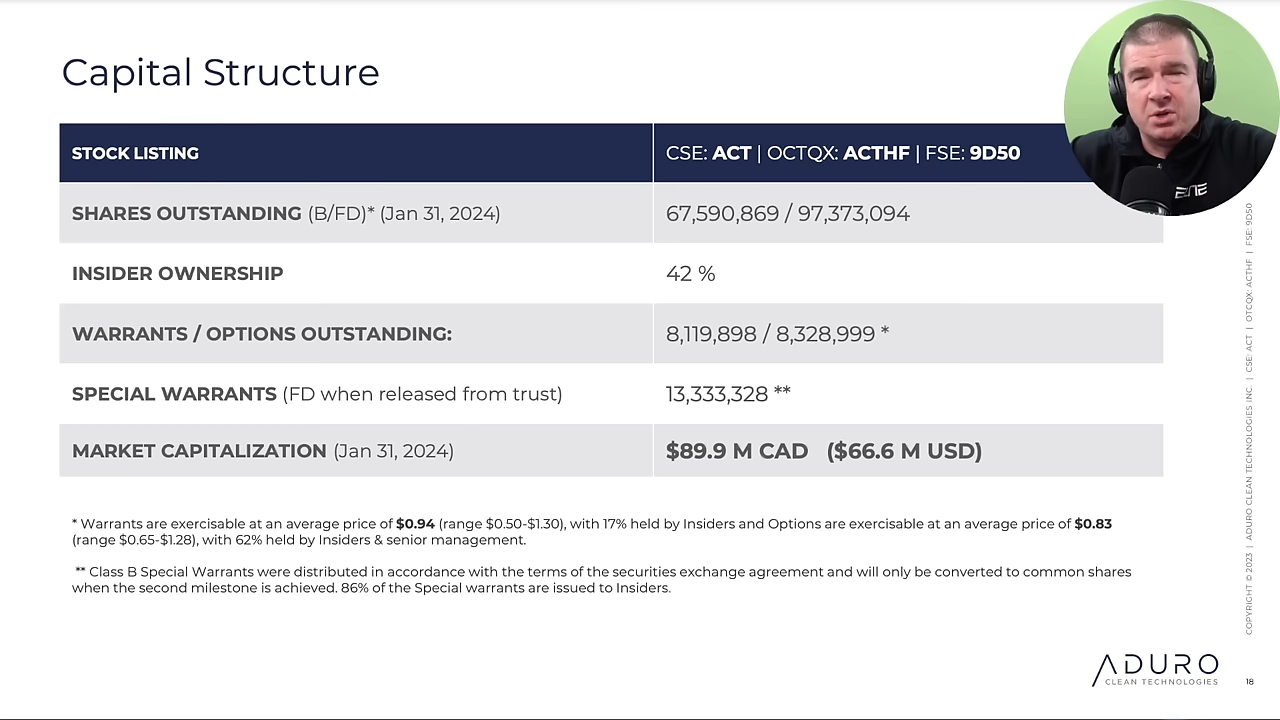 Capital Structure
STOCK LISTING
CSE: ACT | OCTQX: ACTHF | FSE: 9D50
SHARES OUTSTANDING (B/FD)* (Jan 31, 2024)
67,590,869 / 97,373,094
INSIDER OWNERSHIP
42 %
WARRANTS / OPTIONS OUTSTANDING:
8,119,898 / 8,328,999 *
SPECIAL WARRANTS (FD when released from trust)
13,333,328 **
MARKET CAPITALIZATION (Jan 31, 2024)
$89.9 M CAD ($66.6 M USD)
* Warrants are exercisable at an average price of $0.94 (range $0.50-$1.30), with 17% held by Insiders and Options are exercisable at an average price of $0.83
(range $0.65-$1.28), with 62% held by Insiders & senior management.
** Class B Special Warrants were distributed in accordance with the terms of the securities exchange agreement and will only be converted to common shares
when the second milestone is achieved. 86% of the Special warrants are issued to Insiders.
COPYRIGHT © 2023 | ADURO CLEAN TECHNOLOGIES INC. | CSE: ACT | OTCQX: ACTHF | FSE: 9D50
ADURO
CLEAN TECHNOLOGIES
18